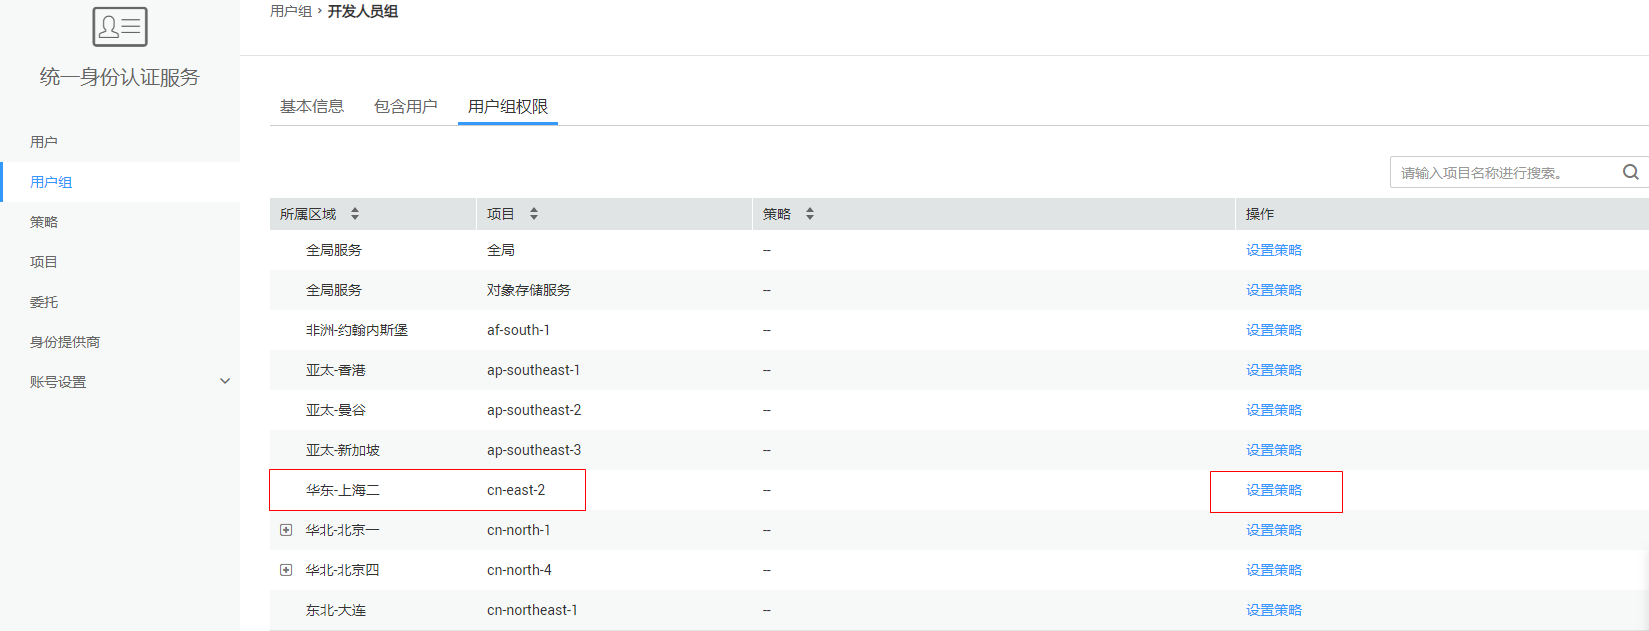 用户组 › 开发人员组
统一身份认证服务
用户
用户组
策略
项目
委托
身份提供商
账号设置
基本信息 包含用户 用户组权限
请输入项目名称进行搜索。
所属区域 项目 策略 操作
全局服务 全局 -- 设置策略
全局服务 对象存储服务 -- 设置策略
非洲-约翰内斯堡 af-south-1 -- 设置策略
亚太-香港 ap-southeast-1 -- 设置策略
亚太-曼谷 ap-southeast-2 -- 设置策略
亚太-新加坡 ap-southeast-3 -- 设置策略
华东-上海二 cn-east-2 -- 设置策略
华北-北京一 cn-north-1 -- 设置策略
华北-北京四 cn-north-4 -- 设置策略
东北-大连 cn-northeast-1 -- 设置策略